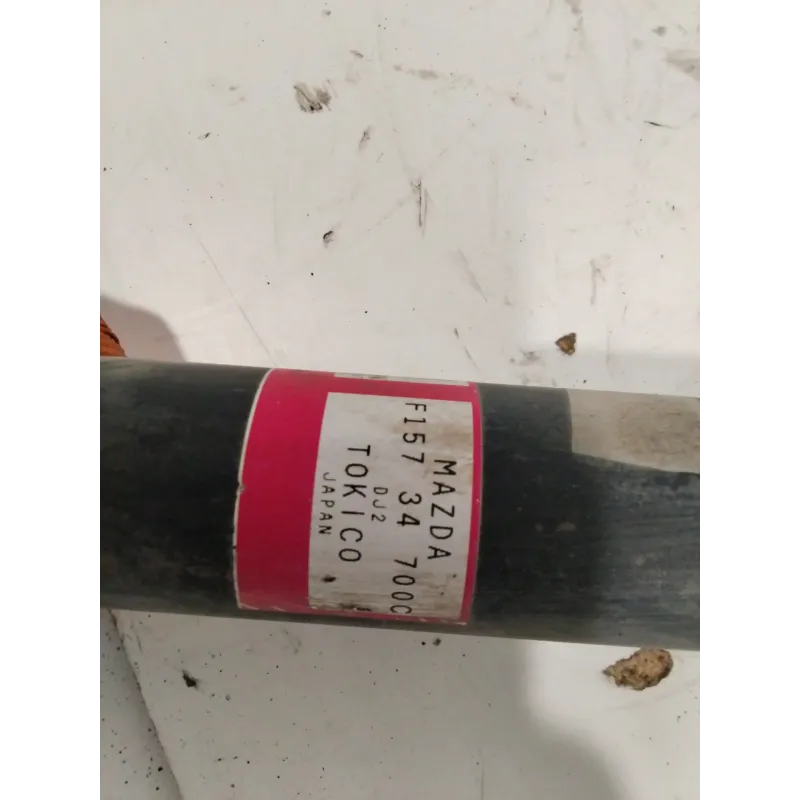 MAZDA
F157 34 700C
TOKICO
DJ2
JAPAN